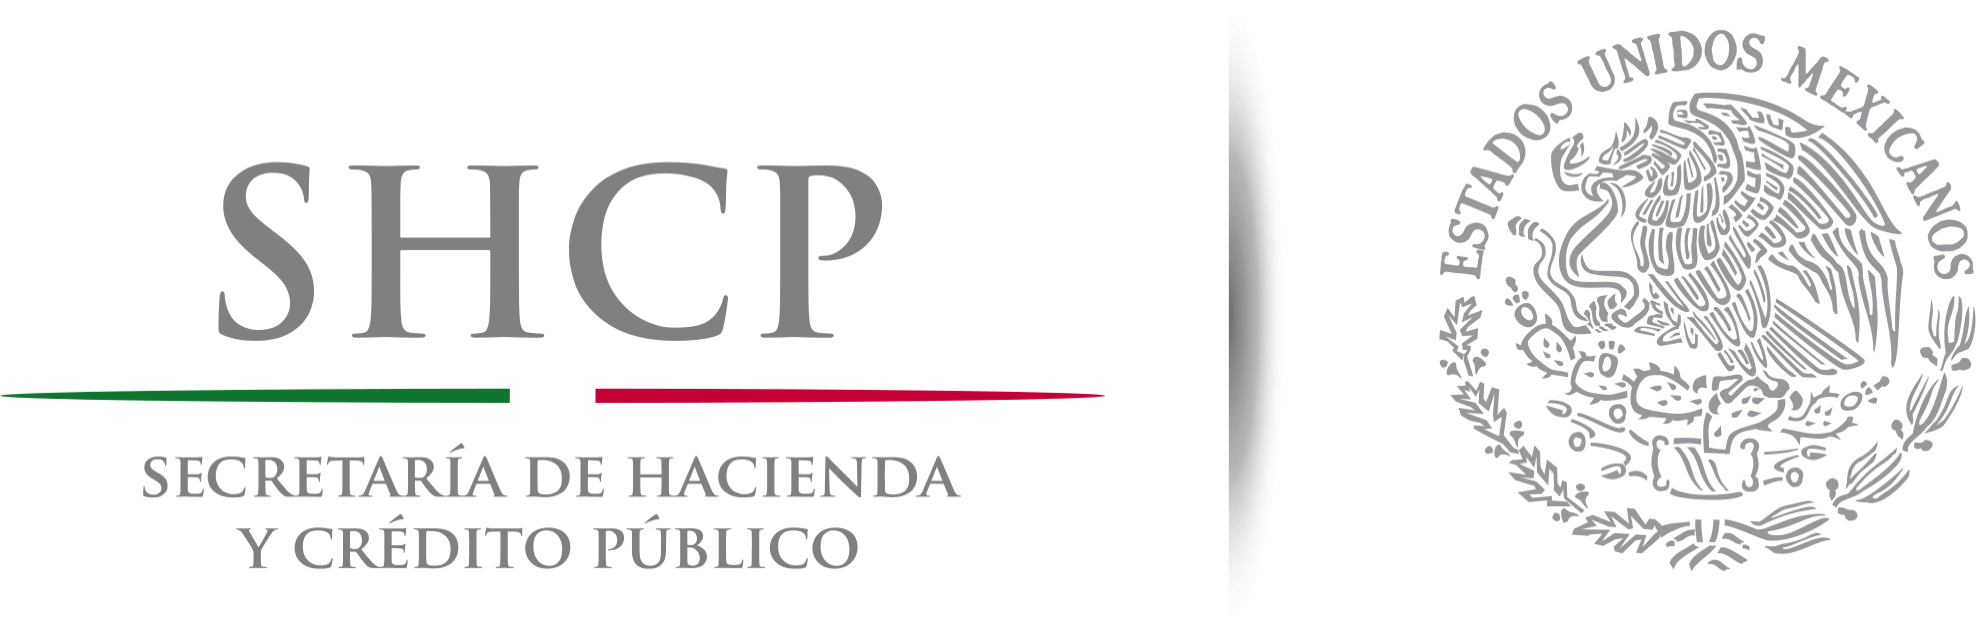 SHCP
SECRETARÍA DE HACIENDA
Y CRÉDITO PÚBLICO
ESTADOS UNIDOS MEXICANOS